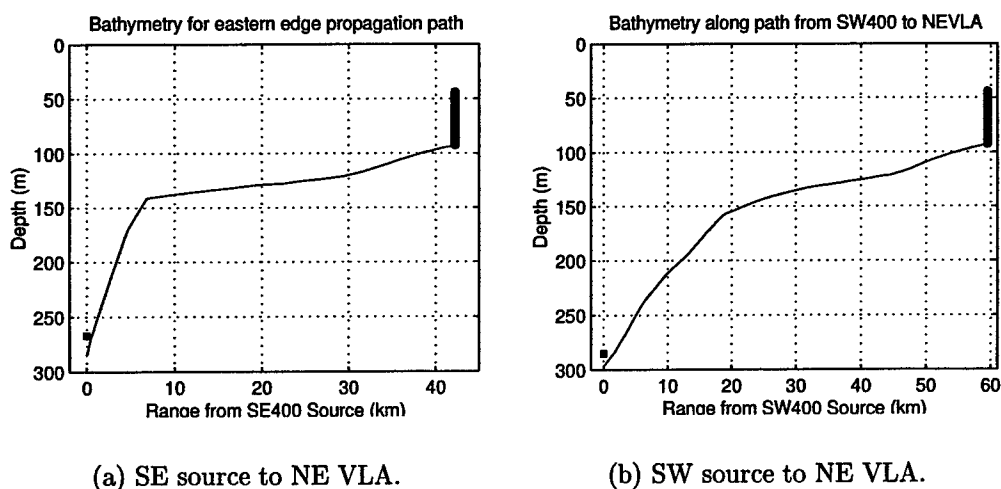 Bathymetry for eastern edge propagation path
0
50
100
150
200
250
300
Depth (m)
0 10 20 30 40
Range from SE400 Source (km)
(a) SE source to NE VLA.
Bathymetry along path from SW400 to NEVLA
0
50
100
150
200
250
300
Depth (m)
0 10 20 30 40 50 60
Range from SW400 Source (km)
(b) SW source to NE VLA.